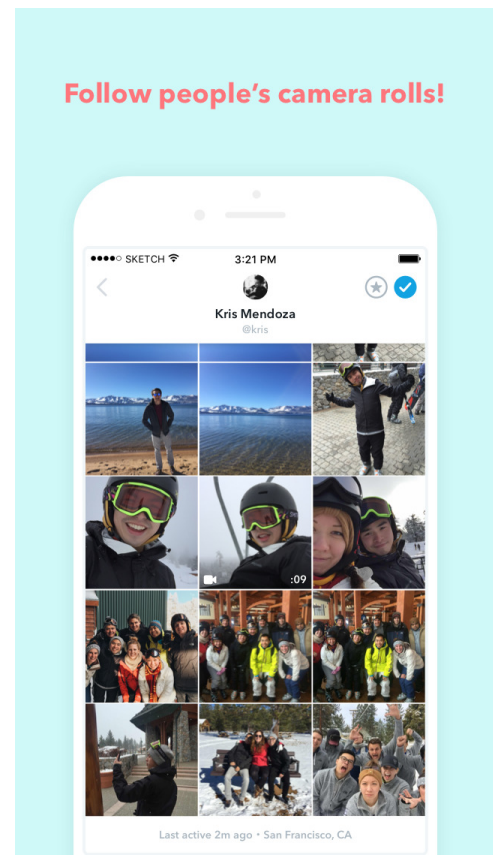 Follow people's camera rolls!
SKETCH 3:21 PM
Kris Mendoza
@kris
:09
Last active 2m ago • San Francisco, CA